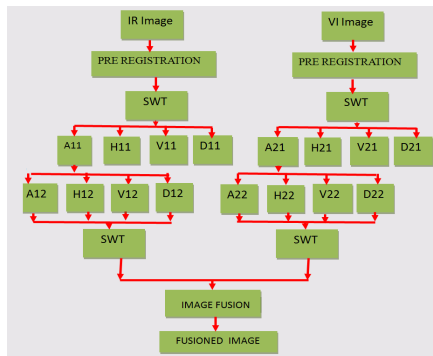 IR Image
VI Image
PRE REGISTRATION
PRE REGISTRATION
SWT
SWT
A11 H11 V11 D11
A21 H21 V21 D21
A12 H12 V12 D12
A22 H22 V22 D22
SWT
SWT
IMAGE FUSION
FUSIONED IMAGE